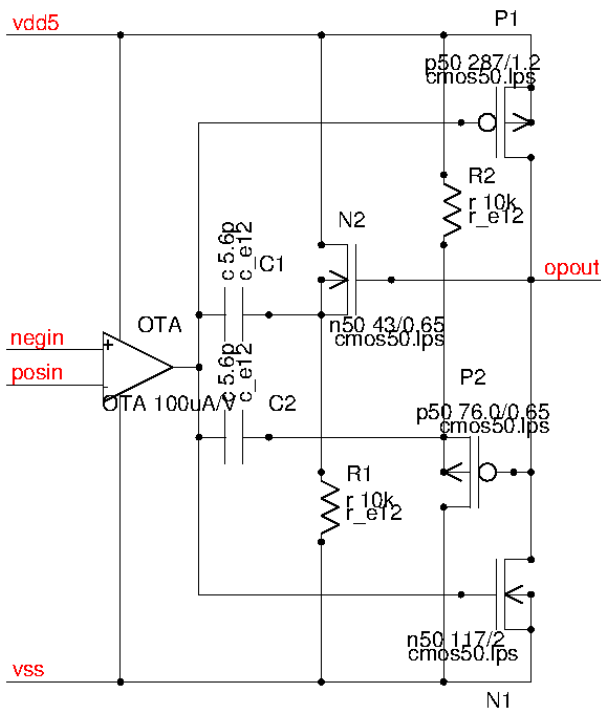 P1
vdd5
p50 287/1.2
cmos50.lps
R2
r 10k
r_e12
N2
c 5.6p
c_e12
C1
opout
n50 43/0.65
cmos50.lps
OTA
negin
+
posin
-
OTA 100uA/V
c 5.6p
c_e12
C2
P2
p50 76.0/0.65
cmos50.lps
R1
r 10k
r_e12
n50 117/2
cmos50.lps
vss
N1